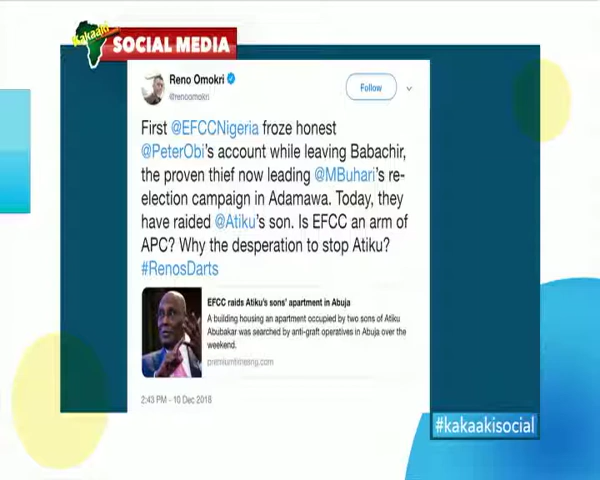 Kakaaki
SOCIAL MEDIA
Reno Omokri
@renoomokri
Follow
First @EFCCNigeria froze honest
@PeterObi's account while leaving Babachir,
the proven thief now leading @MBuhari's re-
election campaign in Adamawa. Today, they
have raided @Atiku's son. Is EFCC an arm of
APC? Why the desperation to stop Atiku?
#RenosDarts
EFCC raids Atiku's sons' apartment in Abuja
A building housing an apartment occupied by two sons of Atiku
Abubakar was searched by anti-graft operatives in Abuja over the
weekend.
premiumtimesng.com
2:43 PM - 10 Dec 2018
#kakaakisocial